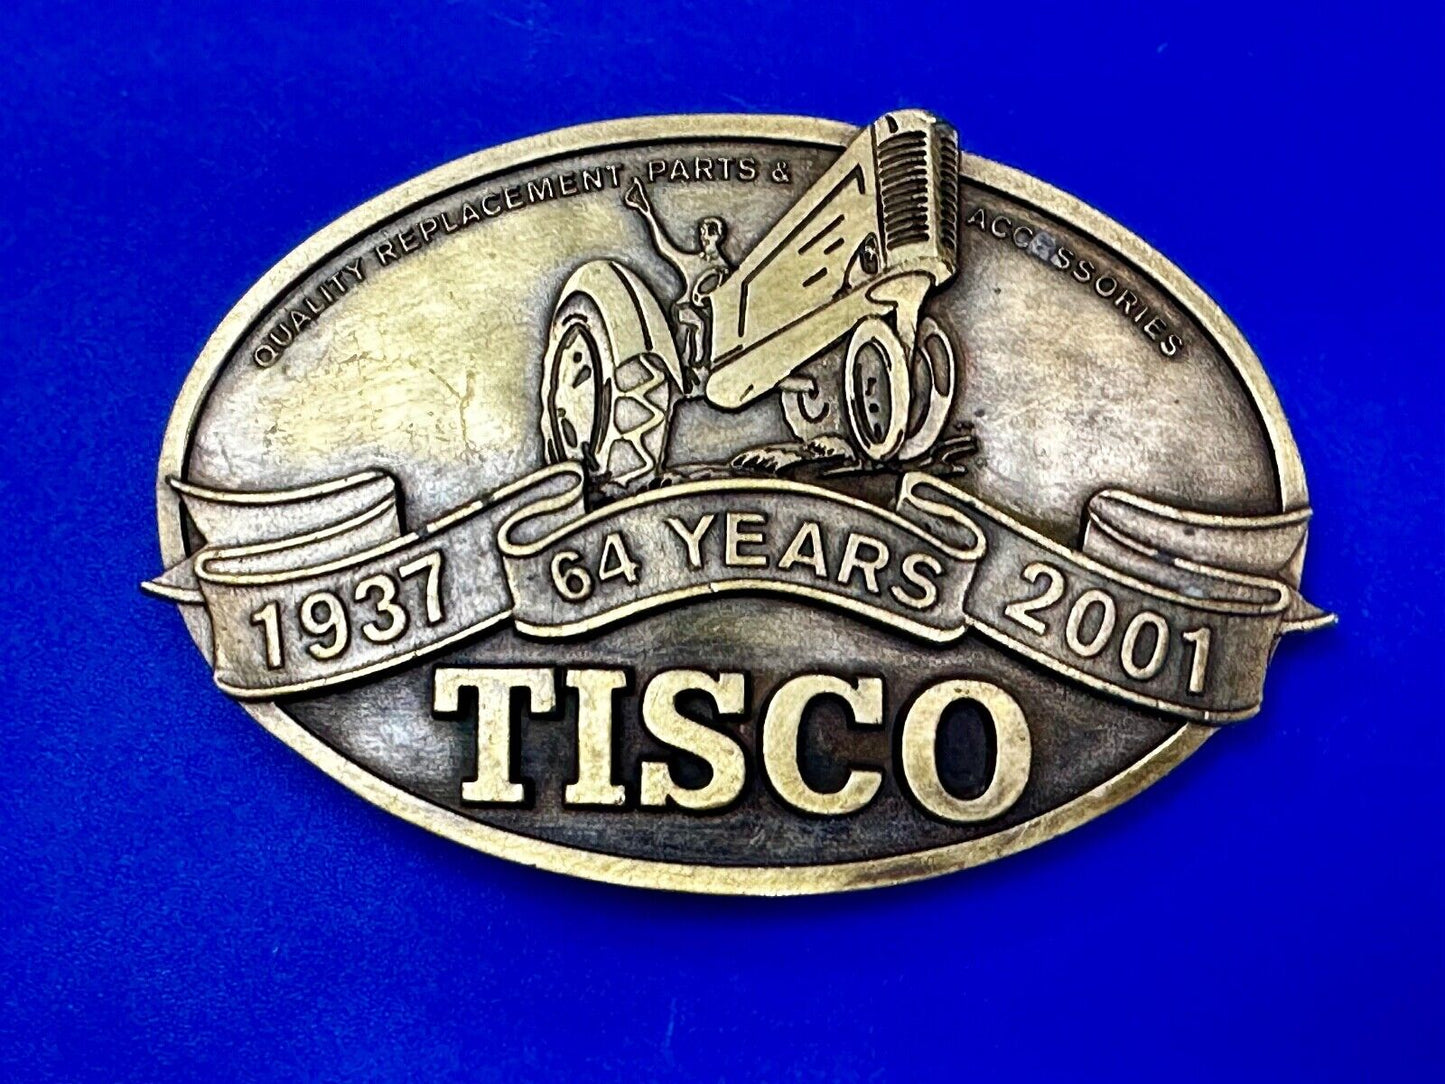 QUALITY REPLACEMENT PARTS & ACCESSORIES
1937 64 YEARS 2001
TISCO